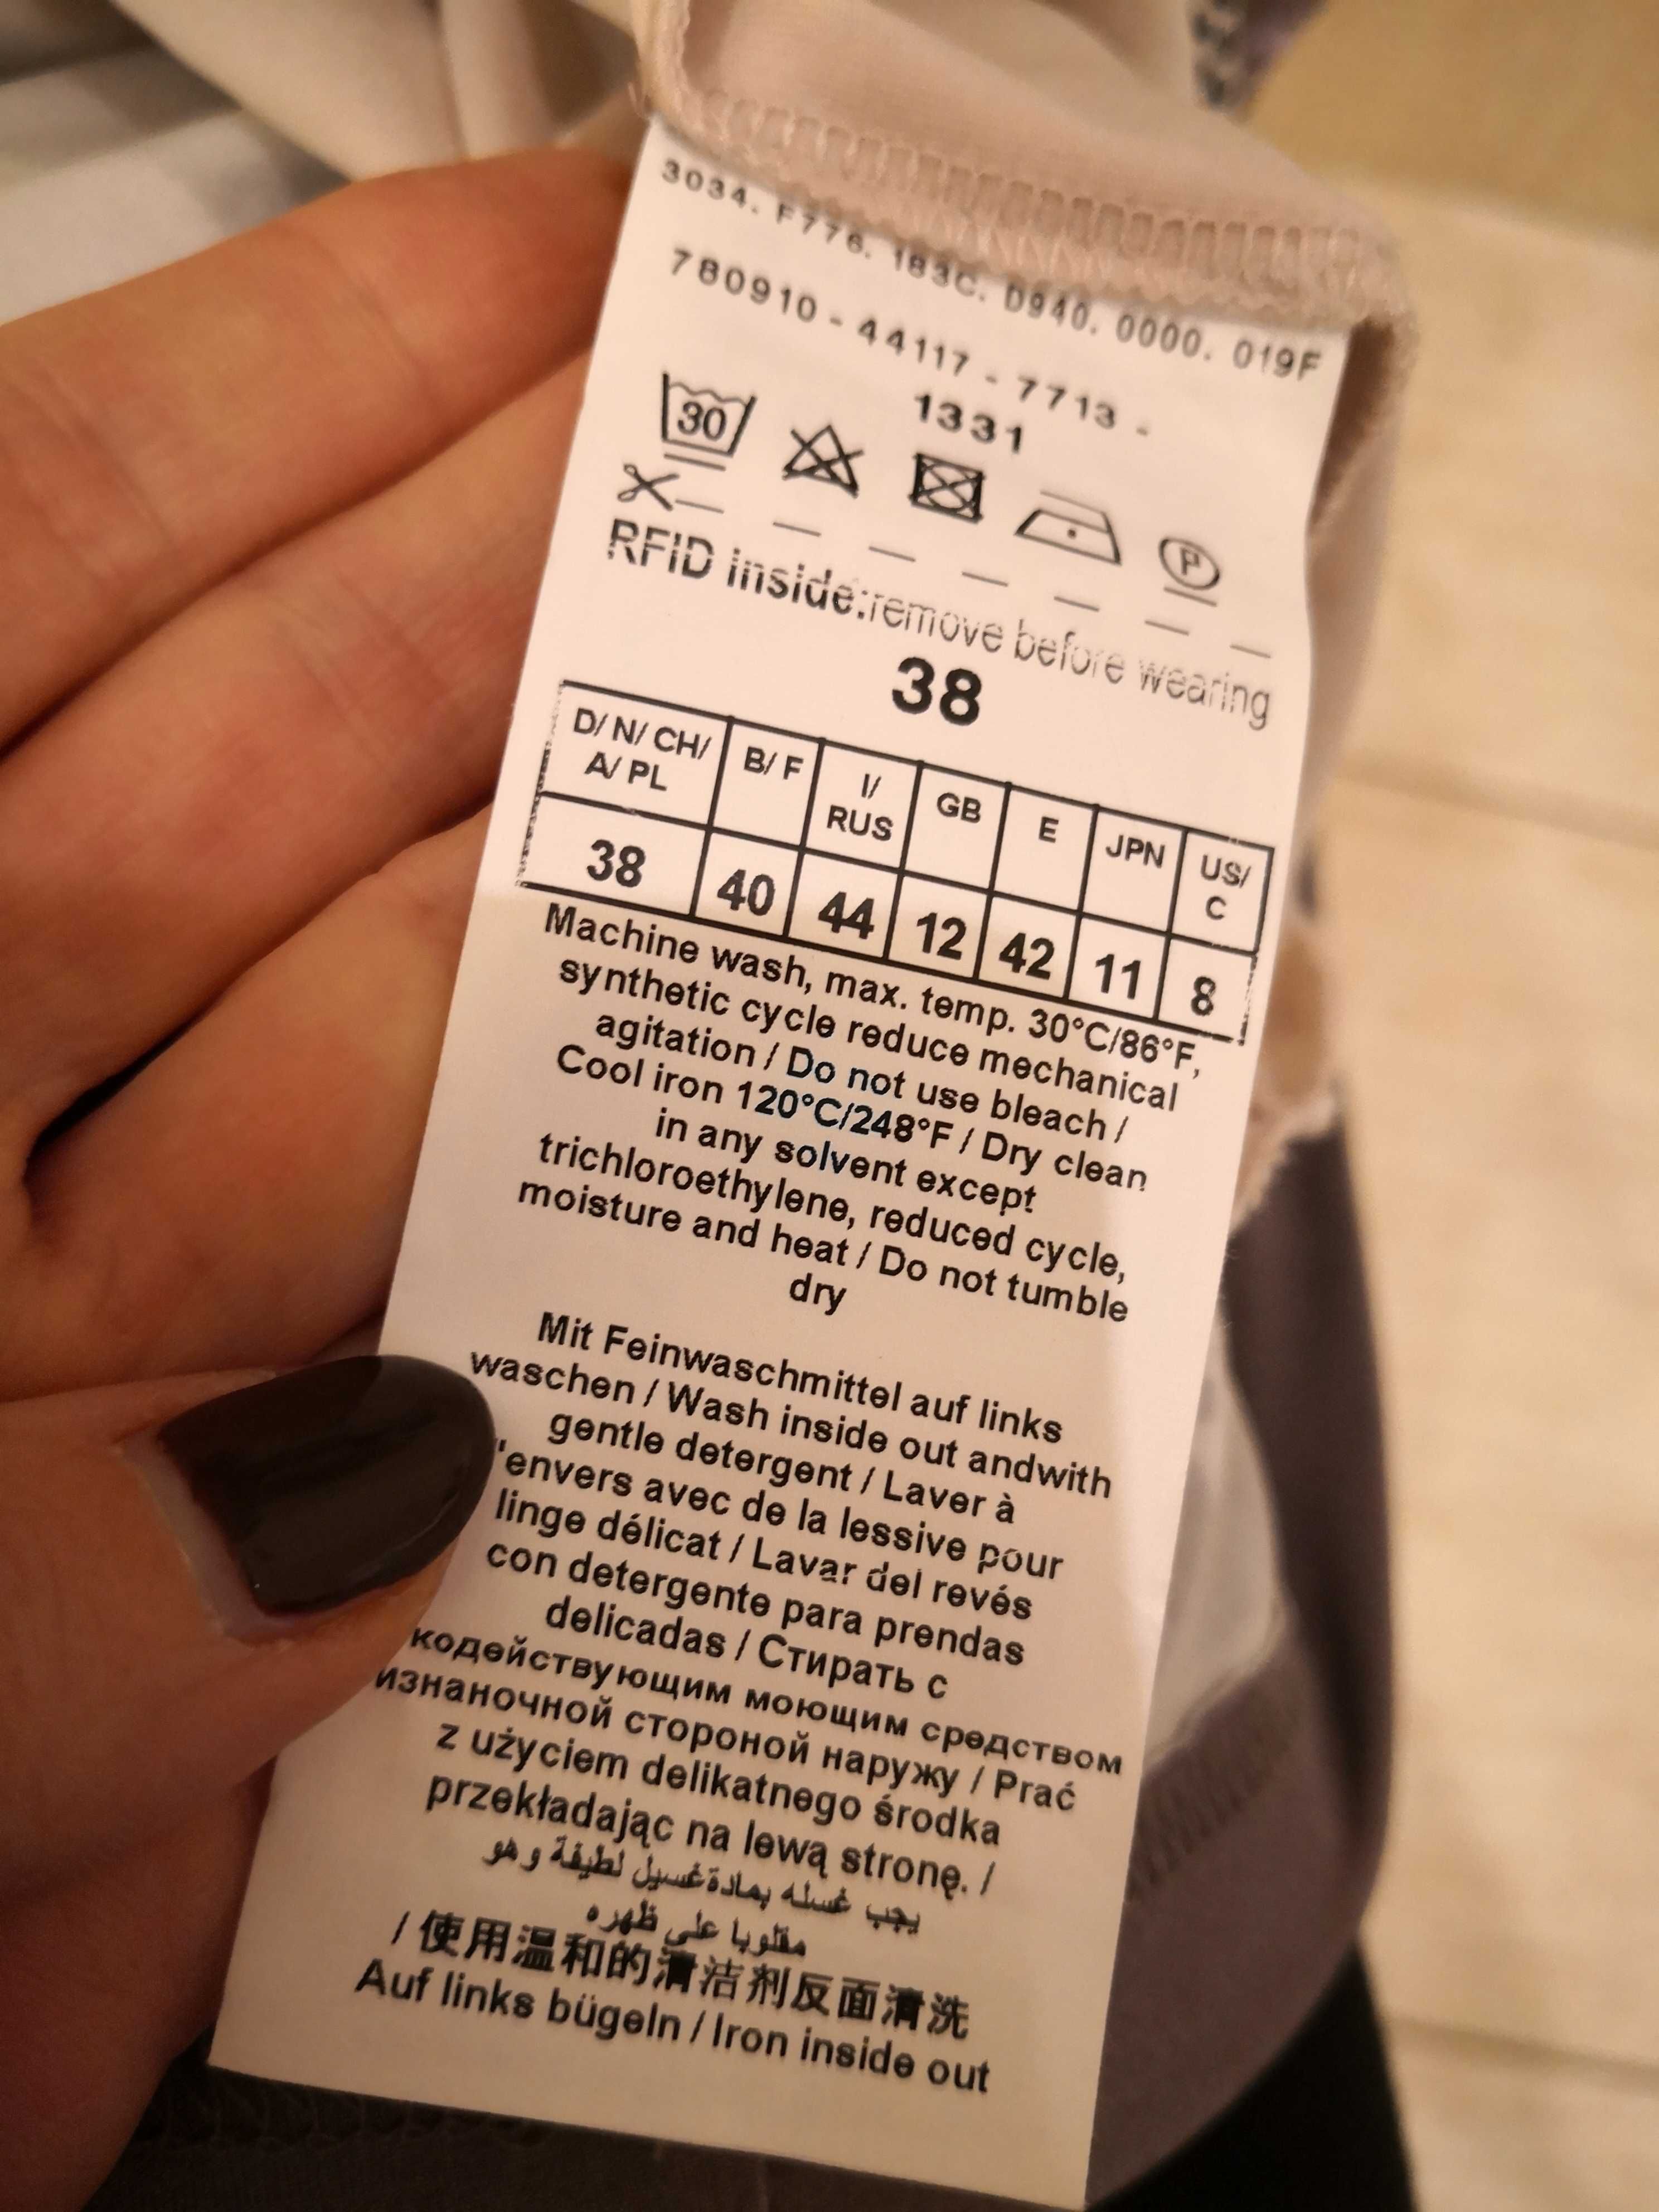 3034. F776. 183C. D940. 0000. 019F
780910 - 44117 - 7713 -
1331
30
P
RFID inside:remove before wearing
38
D/ N/ CH/ A/ PL B/ F I/ RUS GB E JPN US/ C
38 40 44 12 42 11 8
Machine wash, max. temp. 30°C/86°F,
synthetic cycle reduce mechanical
agitation / Do not use bleach /
Cool iron 120°C/248°F / Dry clean
in any solvent except
trichloroethylene, reduced cycle,
moisture and heat / Do not tumble
dry
Mit Feinwaschmittel auf links
waschen / Wash inside out andwith
gentle detergent / Laver à
l'envers avec de la lessive pour
linge délicat / Lavar del revés
con detergente para prendas
delicadas / Стирать с
кодействующим моющим средством
изнаночной стороной наружу / Prać
z użyciem delikatnego środka
przekładając na lewą stronę. /
يجب غسله بمادة غسيل لطيفة وهو
مقلوبا على ظهره
/ 使用温和的清洁剂反面清洗
Auf links bügeln / Iron inside out